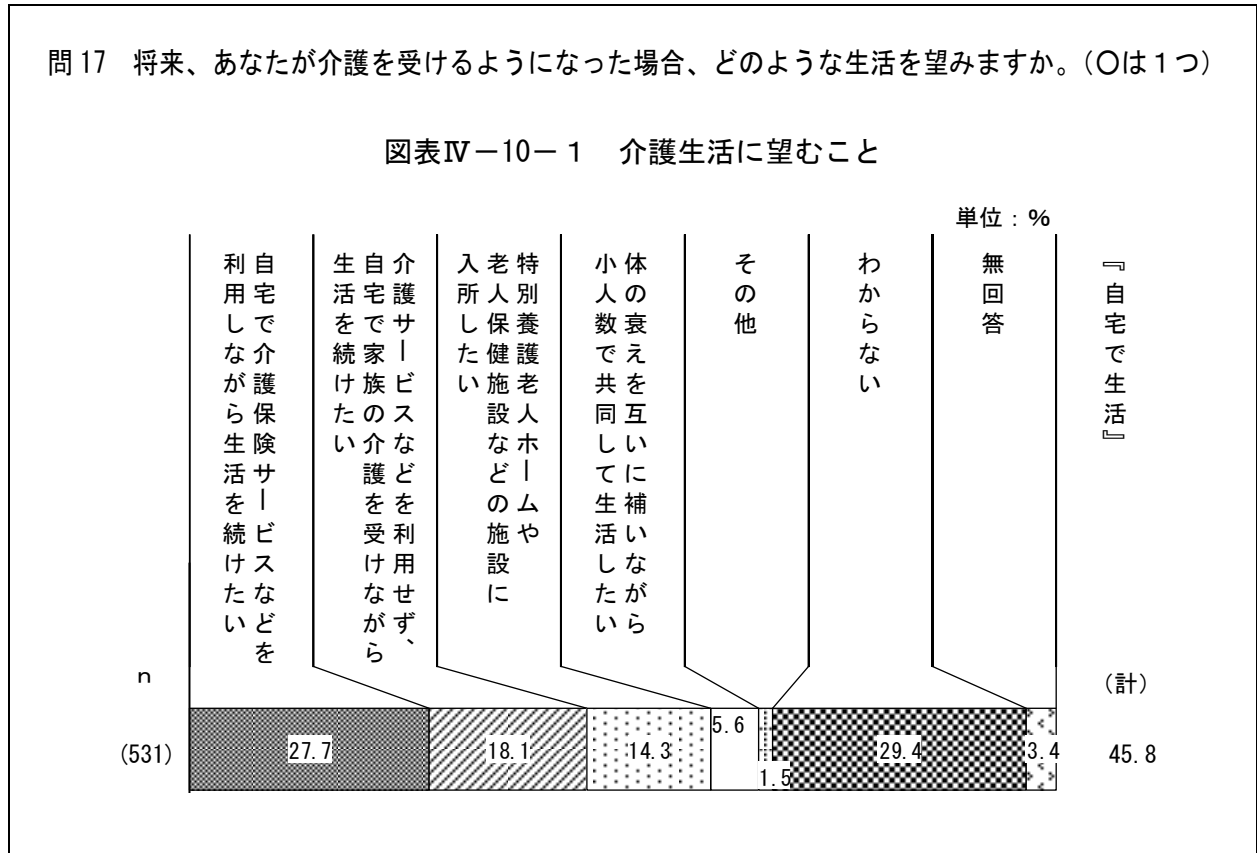 問17　将来、あなたが介護を受けるようになった場合、どのような生活を望みますか。（〇は１つ）
図表Ⅳ－10－１　介護生活に望むこと
単位：％
自宅で介護保険サービスなどを
利用しながら生活を続けたい
介護サービスなどを利用せず、
自宅で家族の介護を受けながら
生活を続けたい
特別養護老人ホームや
老人保健施設などの施設に
入所したい
体の衰えを互いに補いながら
小人数で共同して生活したい
その他
わからない
無回答
『自宅で生活』
ｎ
（計）
(531)
27.7
18.1
14.3
5.6
1.5
29.4
3.4
45.8